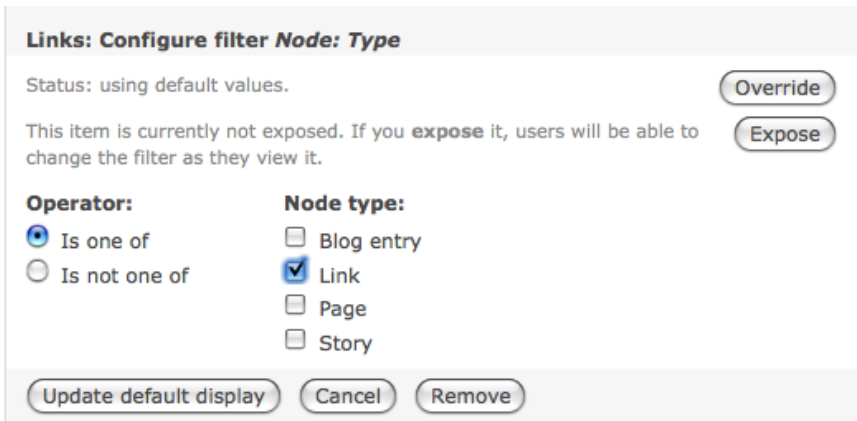 Links: Configure filter Node: Type
Status: using default values.
Override
This item is currently not exposed. If you expose it, users will be able to
change the filter as they view it.
Expose
Operator:
Node type:
Is one of
Blog entry
Is not one of
Link
Page
Story
Update default display
Cancel
Remove